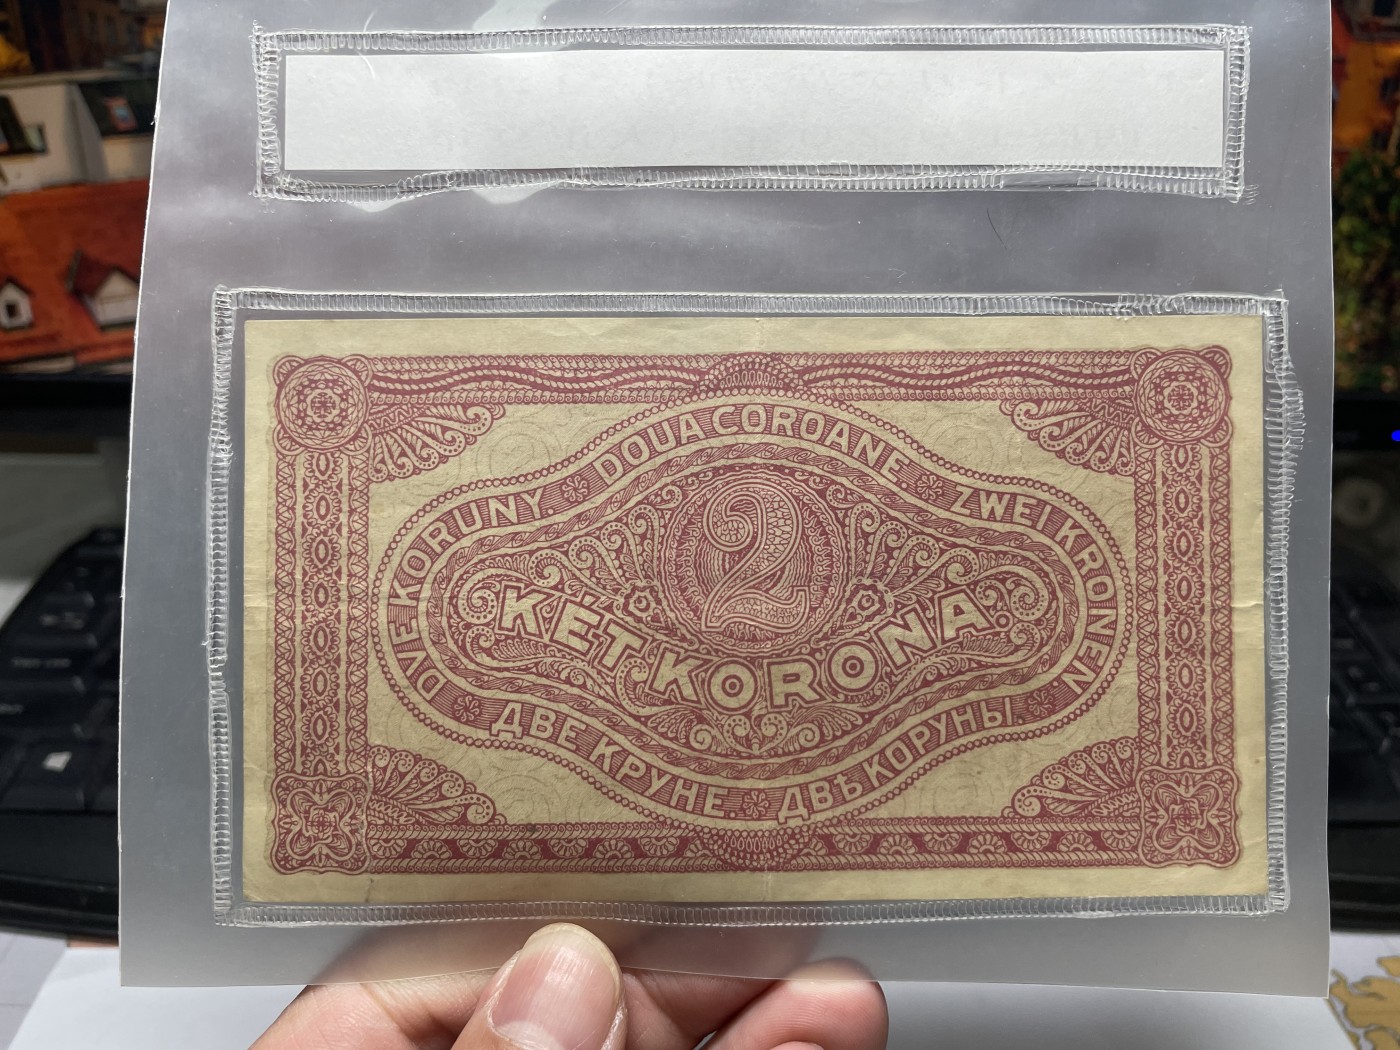 DVE KORUNY. DOUA COROANE ZWEI KRONEN
2
KÉT KORONA
ДВЕ КРУНЕ ДВѢ КОРУНЫ.